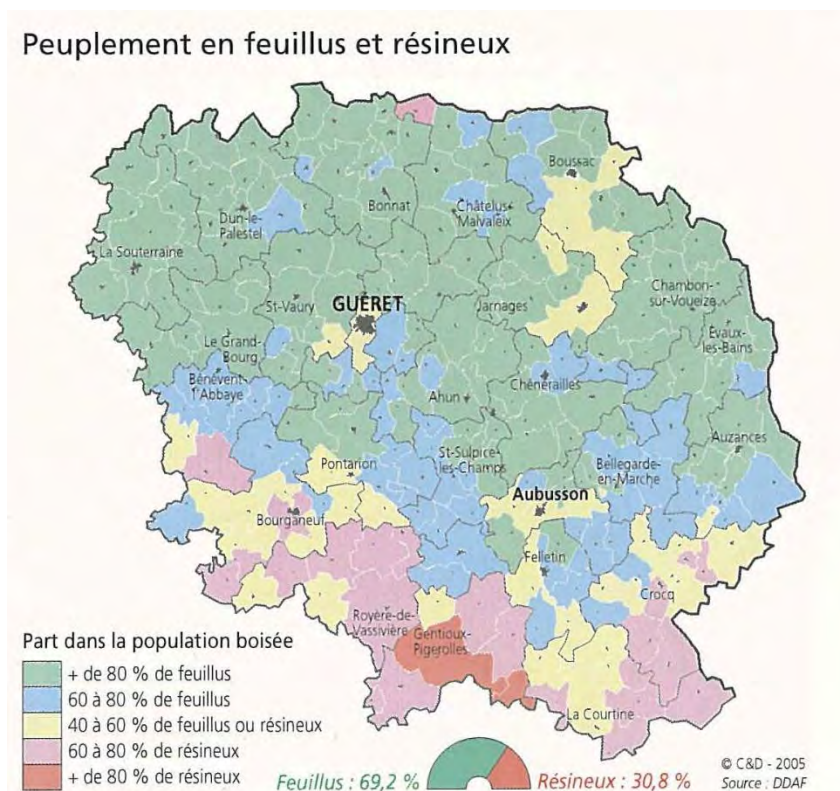 Peuplement en feuillus et résineux
Boussac
Bonnat
Châtelus-
Malvaleix
Dun-le-
Palestel
La Souterraine
Chambon-
sur-Voueize
St-Vaury
GUÉRET
Jarnages
Évaux-
les-Bains
Le Grand-
Bourg
Bénévent-
l'Abbaye
Chénérailles
Ahun
Auzances
St-Sulpice-
les-Champs
Bellegarde-
en-Marche
Pontarion
Aubusson
Bourganeuf
Felletin
Crocq
Royère-de-
Vassivière
Gentioux-
Pigerolles
La Courtine
Part dans la population boisée
+ de 80 % de feuillus
60 à 80 % de feuillus
40 à 60 % de feuillus ou résineux
60 à 80 % de résineux
+ de 80 % de résineux
Feuillus : 69,2 %
Résineux : 30,8 %
© C&D - 2005
Source : DDAF